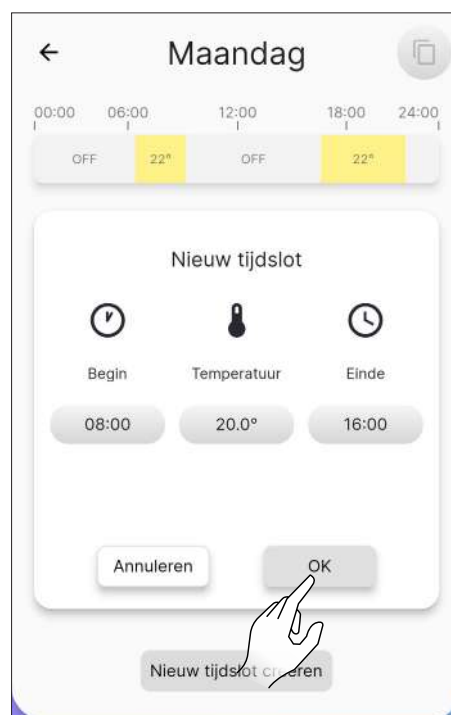 Maandag
00:00 06:00 12:00 18:00 24:00
OFF 22° OFF 22°
Nieuw tijdslot
Begin Temperatuur Einde
08:00 20.0° 16:00
Annuleren OK
Nieuw tijdslot creëren